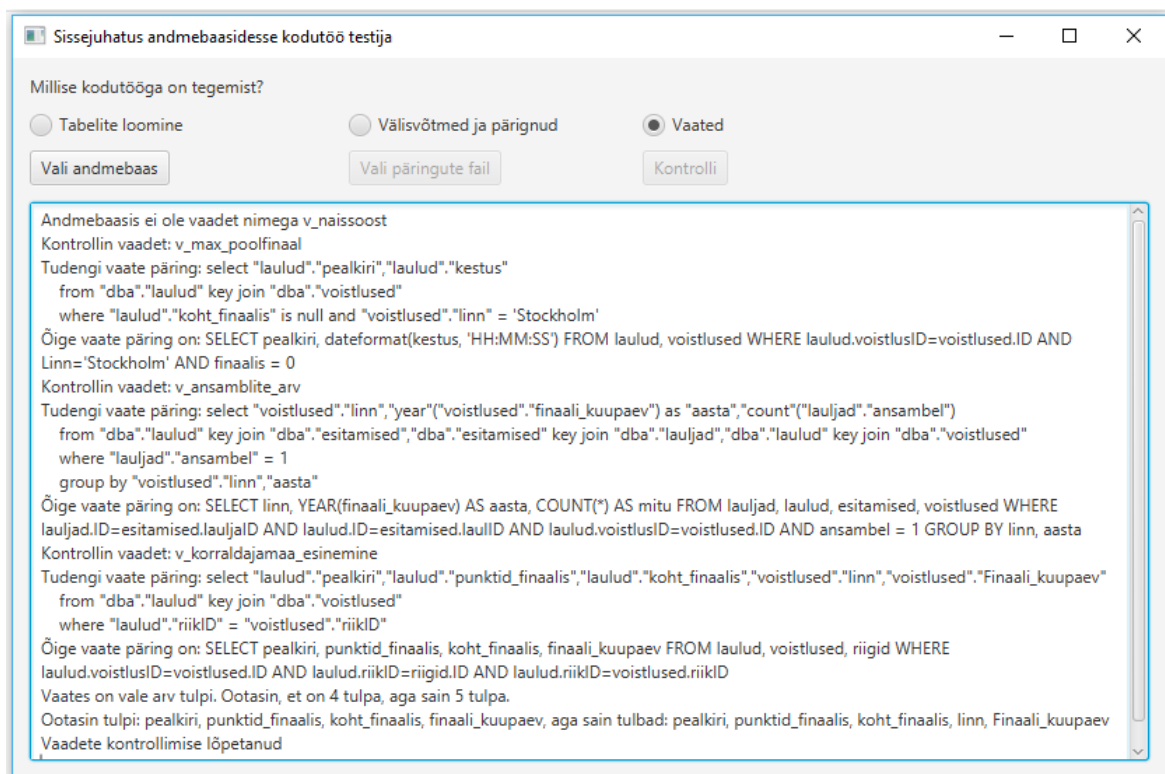 Sissejuhatus andmebaasidesse kodutöö testija
Millise kodutööga on tegemist?
Tabelite loomine
Välisvõtmed ja pärignud
Vaated
Vali andmebaas
Vali päringute fail
Kontrolli
Andmebaasis ei ole vaadet nimega v_naissoost
Kontrollin vaadet: v_max_poolfinaal
Tudengi vaate päring: select "laulud"."pealkiri","laulud"."kestus"
from "dba"."laulud" key join "dba"."voistlused"
where "laulud"."koht_finaalis" is null and "voistlused"."linn" = 'Stockholm'
Õige vaate päring on: SELECT pealkiri, dateformat(kestus, 'HH:MM:SS') FROM laulud, voistlused WHERE laulud.voistlusID=voistlused.ID AND
Linn='Stockholm' AND finaalis = 0
Kontrollin vaadet: v_ansamblite_arv
Tudengi vaate päring: select "voistlused"."linn","year"("voistlused"."finaali_kuupaev") as "aasta","count"("lauljad"."ansambel")
from "dba"."laulud" key join "dba"."esitamised","dba"."esitamised" key join "dba"."lauljad","dba"."laulud" key join "dba"."voistlused"
where "lauljad"."ansambel" = 1
group by "voistlused"."linn","aasta"
Õige vaate päring on: SELECT linn, YEAR(finaali_kuupaev) AS aasta, COUNT(*) AS mitu FROM lauljad, laulud, esitamised, voistlused WHERE
lauljad.ID=esitamised.lauljaID AND laulud.ID=esitamised.laulID AND laulud.voistlusID=voistlused.ID AND ansambel = 1 GROUP BY linn, aasta
Kontrollin vaadet: v_korraldajamaa_esinemine
Tudengi vaate päring: select "laulud"."pealkiri","laulud"."punktid_finaalis","laulud"."koht_finaalis","voistlused"."linn","voistlused"."Finaali_kuupaev"
from "dba"."laulud" key join "dba"."voistlused"
where "laulud"."riikID" = "voistlused"."riikID"
Õige vaate päring on: SELECT pealkiri, punktid_finaalis, koht_finaalis, finaali_kuupaev FROM laulud, voistlused, riigid WHERE
laulud.voistlusID=voistlused.ID AND laulud.riikID=riigid.ID AND laulud.riikID=voistlused.riikID
Vaates on vale arv tulpi. Ootasin, et on 4 tulpa, aga sain 5 tulpa.
Ootasin tulpi: pealkiri, punktid_finaalis, koht_finaalis, finaali_kuupaev, aga sain tulbad: pealkiri, punktid_finaalis, koht_finaalis, linn, Finaali_kuupaev
Vaadete kontrollimise lõpetanud